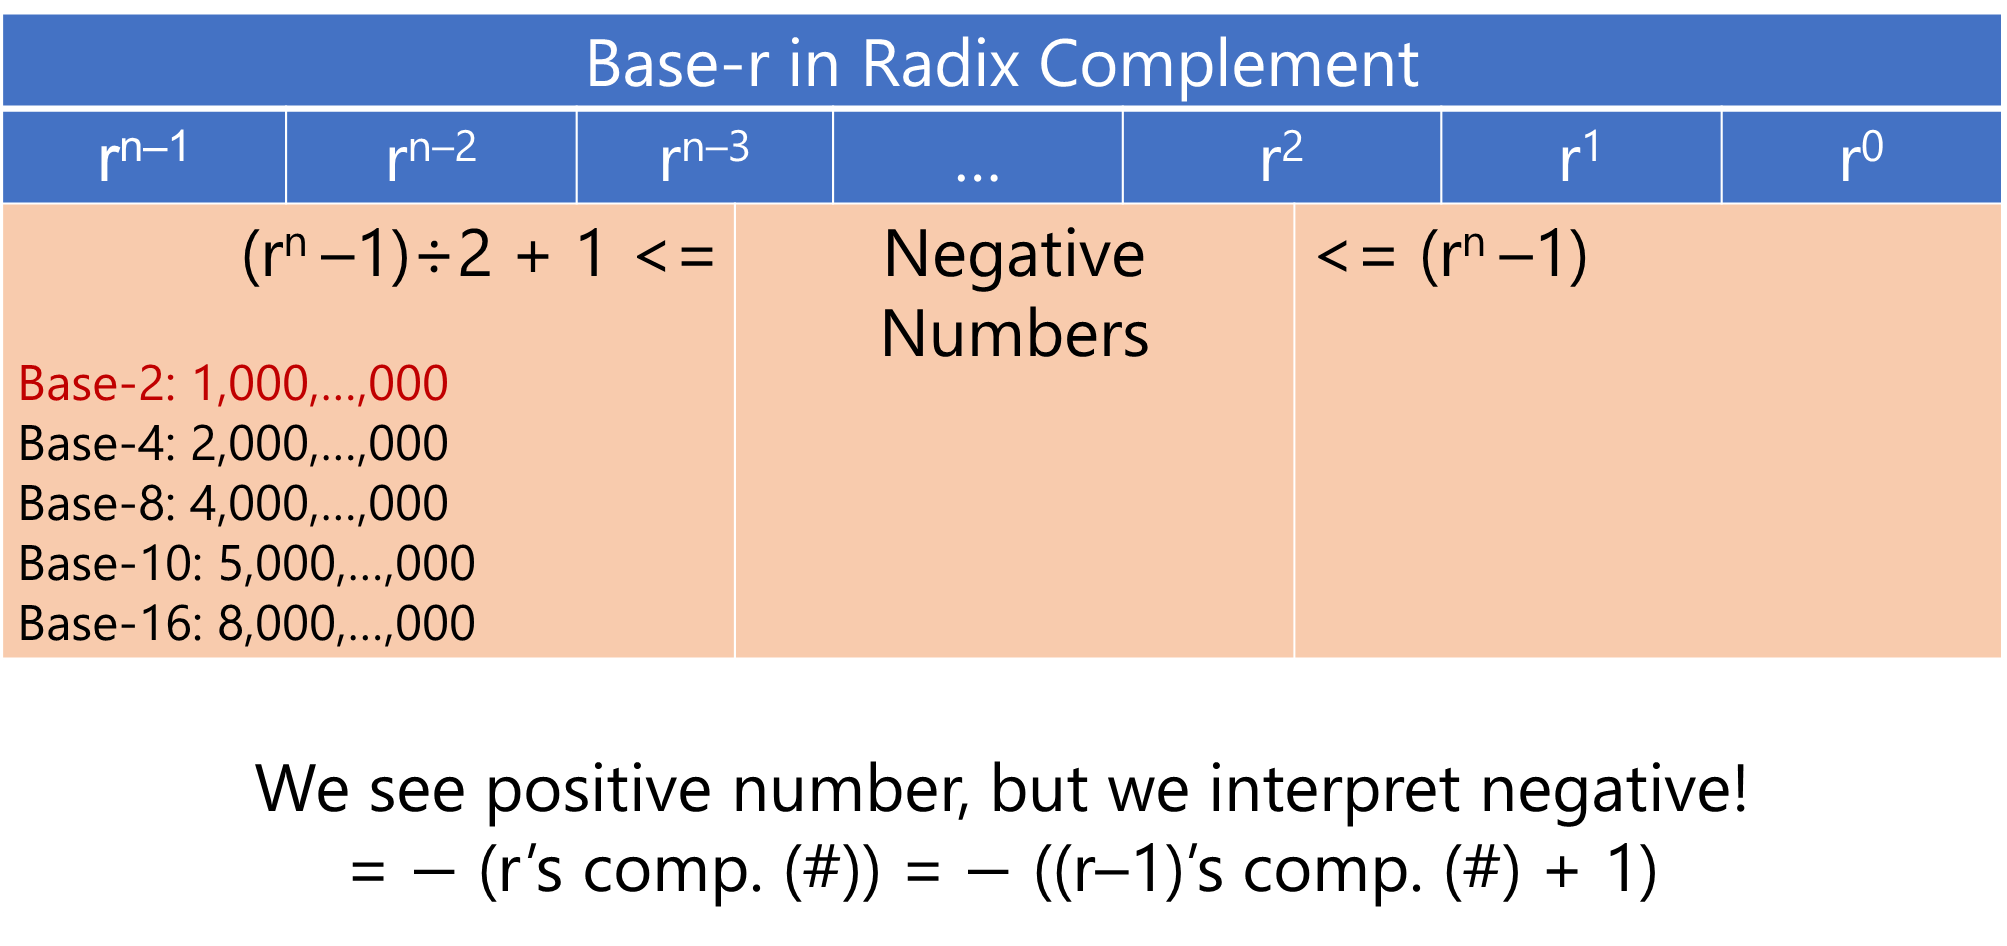 Base-r in Radix Complement
rⁿ⁻¹ rⁿ⁻² rⁿ⁻³ ... r² r¹ r⁰
(rⁿ –1)÷2 + 1 <= Negative <= (rⁿ –1)
Numbers
Base-2: 1,000,...,000
Base-4: 2,000,...,000
Base-8: 4,000,...,000
Base-10: 5,000,...,000
Base-16: 8,000,...,000
We see positive number, but we interpret negative!
= — (r’s comp. (#)) = — ((r–1)’s comp. (#) + 1)